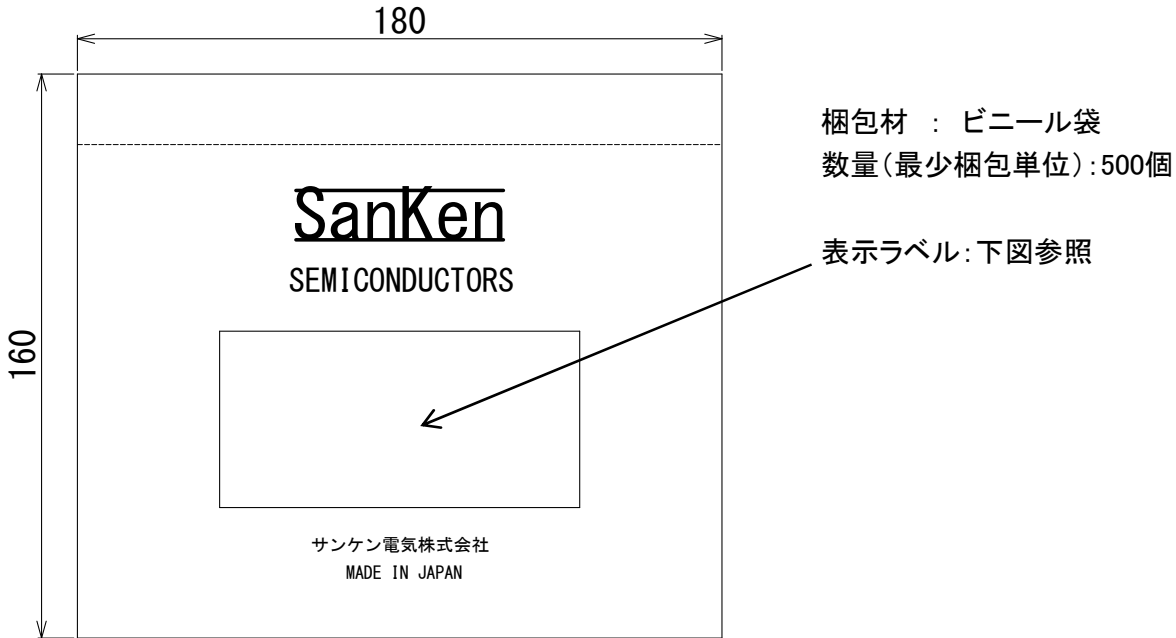 180
梱包材 ： ビニール袋
数量(最少梱包単位):500個
SanKen
SEMICONDUCTORS
表示ラベル:下図参照
160
サンケン電気株式会社
MADE IN JAPAN